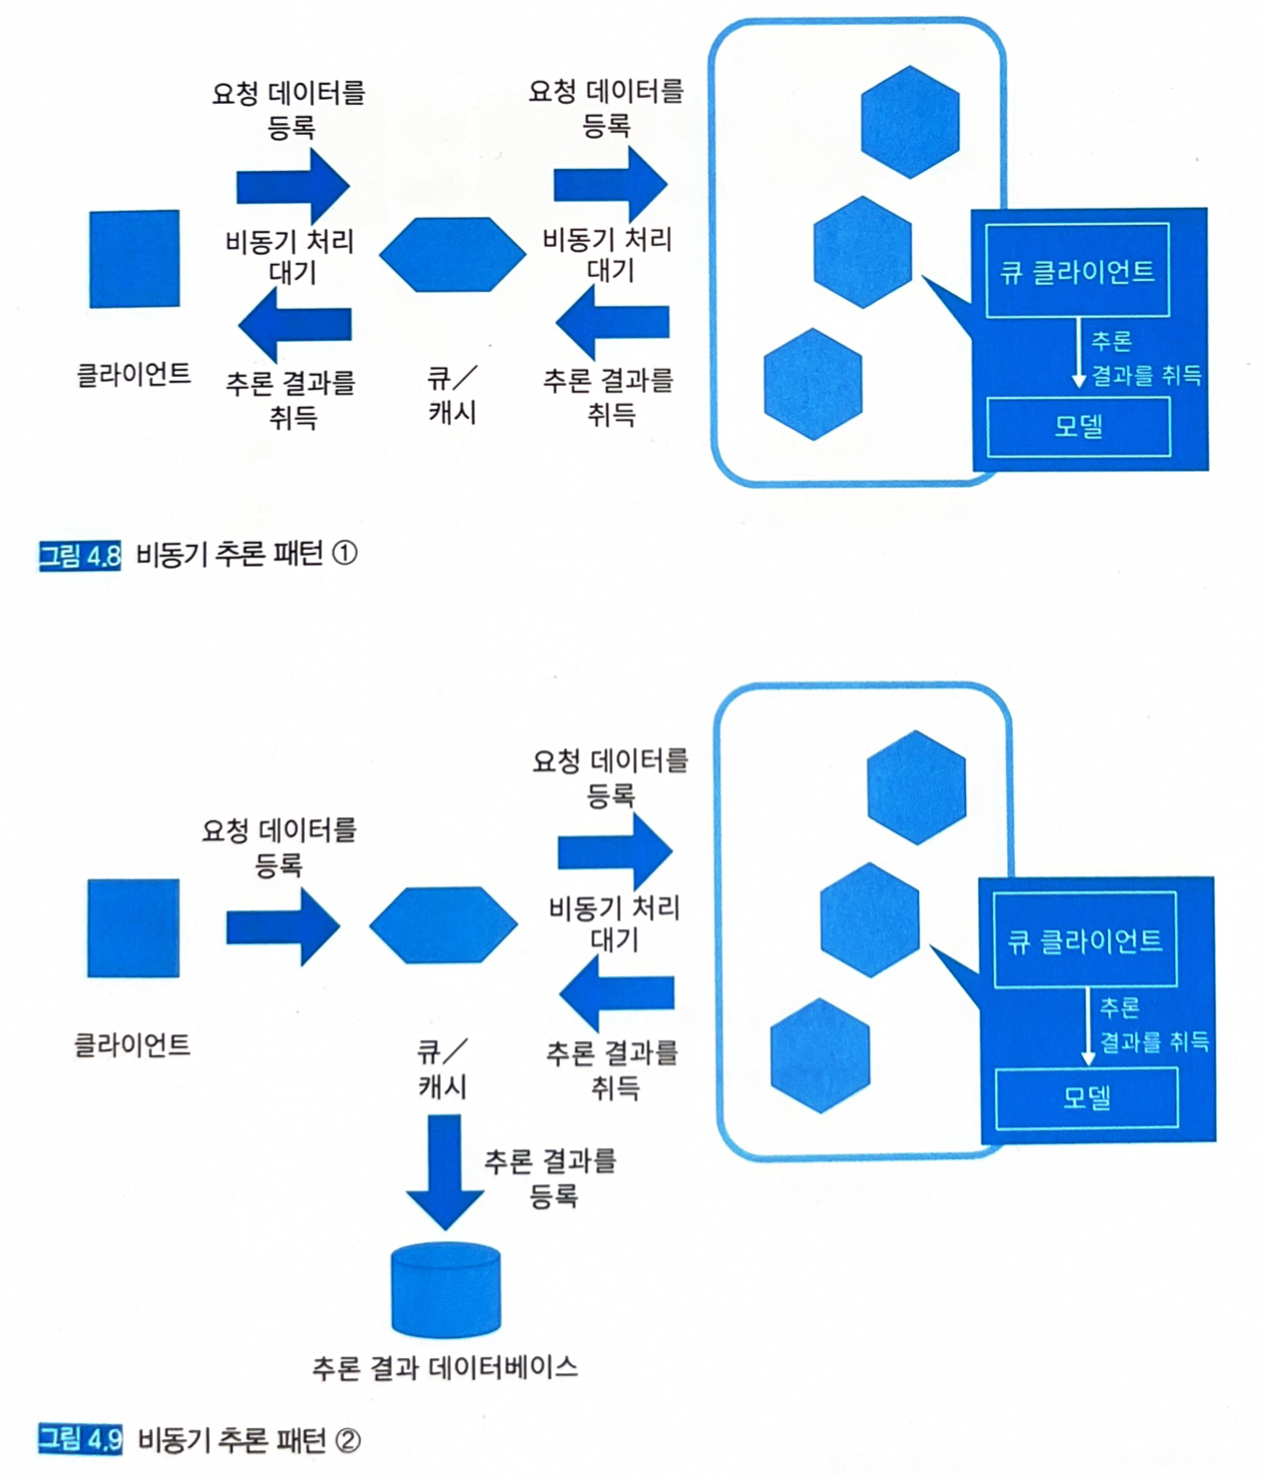 요청 데이터를
등록
요청 데이터를
등록
비동기 처리
대기
비동기 처리
대기
클라이언트
추론 결과를
취득
큐／
캐시
추론 결과를
취득
큐 클라이언트
추론
결과를 취득
모델
그림 4.8 비동기 추론 패턴 ①
요청 데이터를
등록
요청 데이터를
등록
비동기 처리
대기
클라이언트
큐／
캐시
추론 결과를
취득
큐 클라이언트
추론
결과를 취득
모델
추론 결과를
등록
추론 결과 데이터베이스
그림 4.9 비동기 추론 패턴 ②